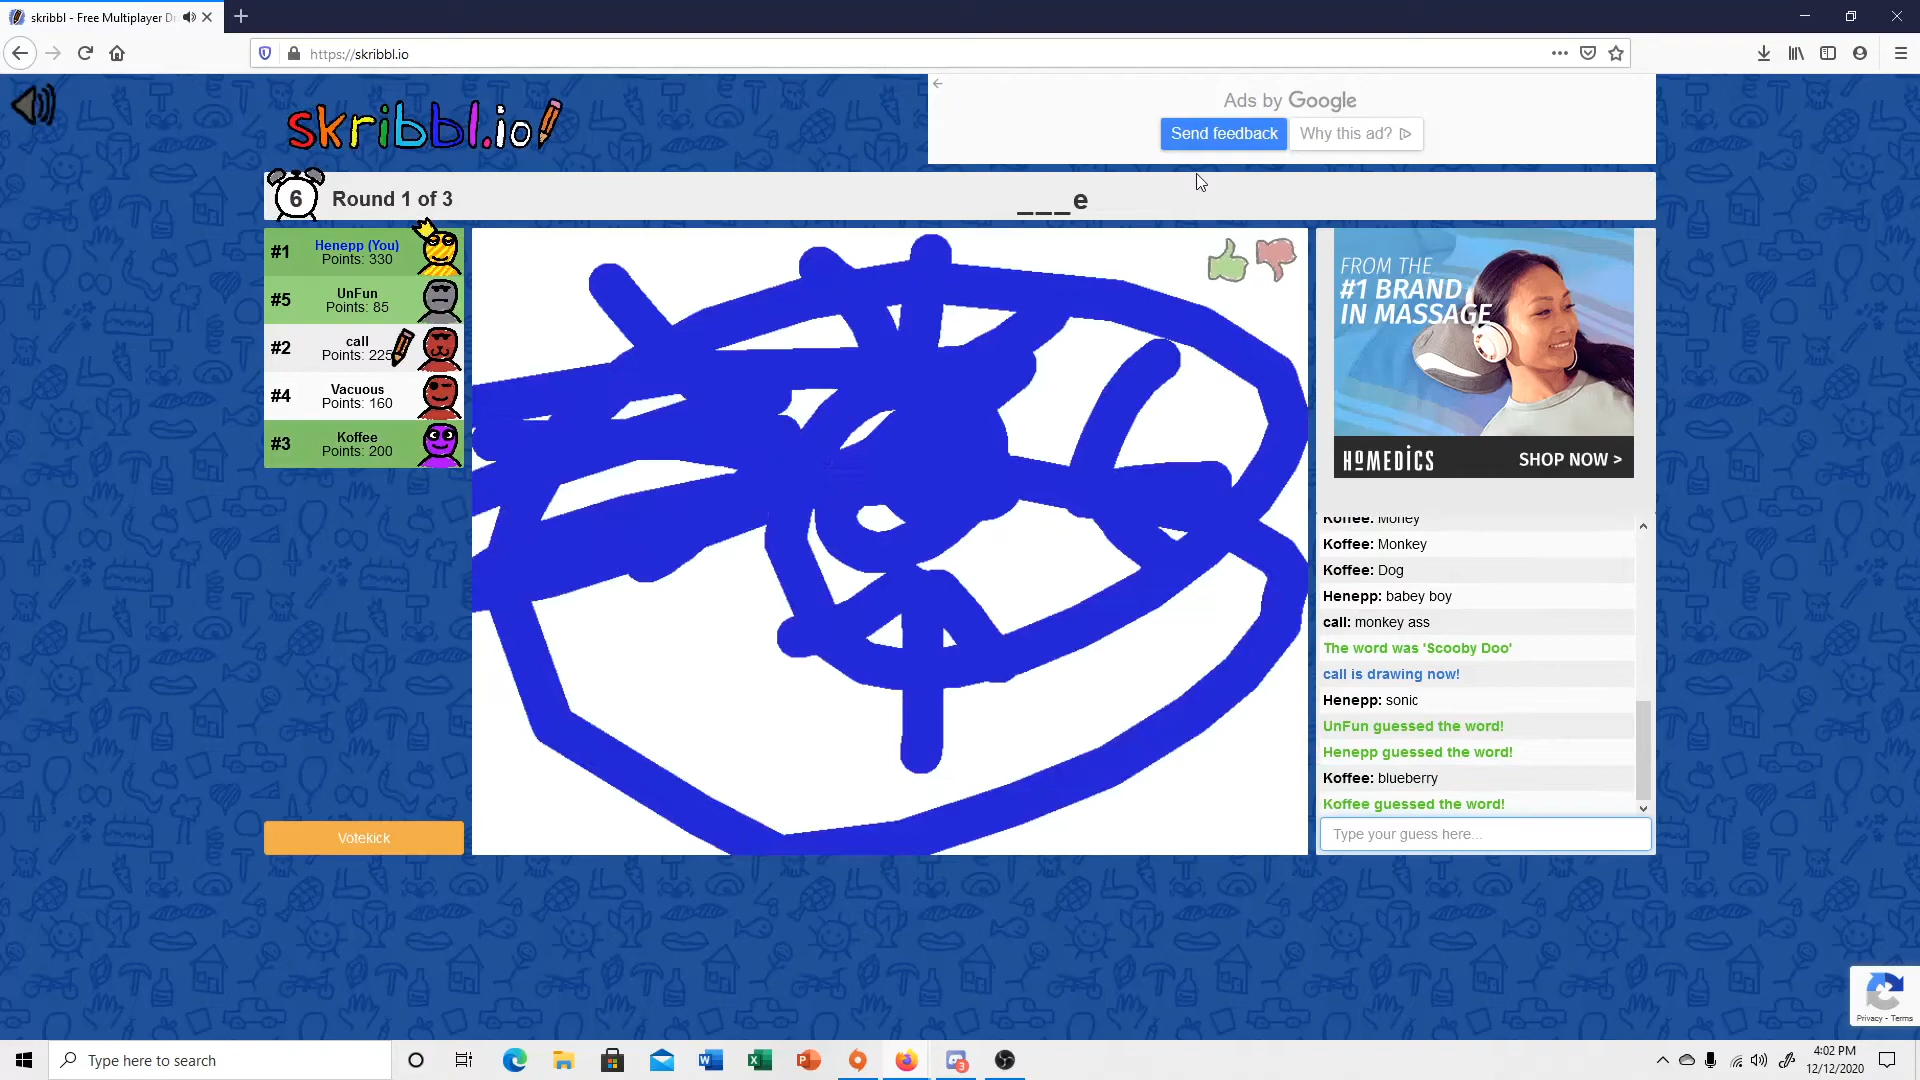 skribbl - Free Multiplayer Dr
https://skribbl.io
skribbl.io
Ads by Google
Send feedback
Why this ad?
6
Round 1 of 3
___e
#1
Henepp (You)
Points: 330
#5
UnFun
Points: 85
#2
call
Points: 225
#4
Vacuous
Points: 160
#3
Koffee
Points: 200
Votekick
FROM THE
#1 BRAND
IN MASSAGE
HOMEDICS
SHOP NOW >
Koffee: Money
Koffee: Monkey
Koffee: Dog
Henepp: babey boy
call: monkey ass
The word was 'Scooby Doo'
call is drawing now!
Henepp: sonic
UnFun guessed the word!
Henepp guessed the word!
Koffee: blueberry
Koffee guessed the word!
Type your guess here...
Privacy - Terms
Type here to search
3
4:02 PM
12/12/2020